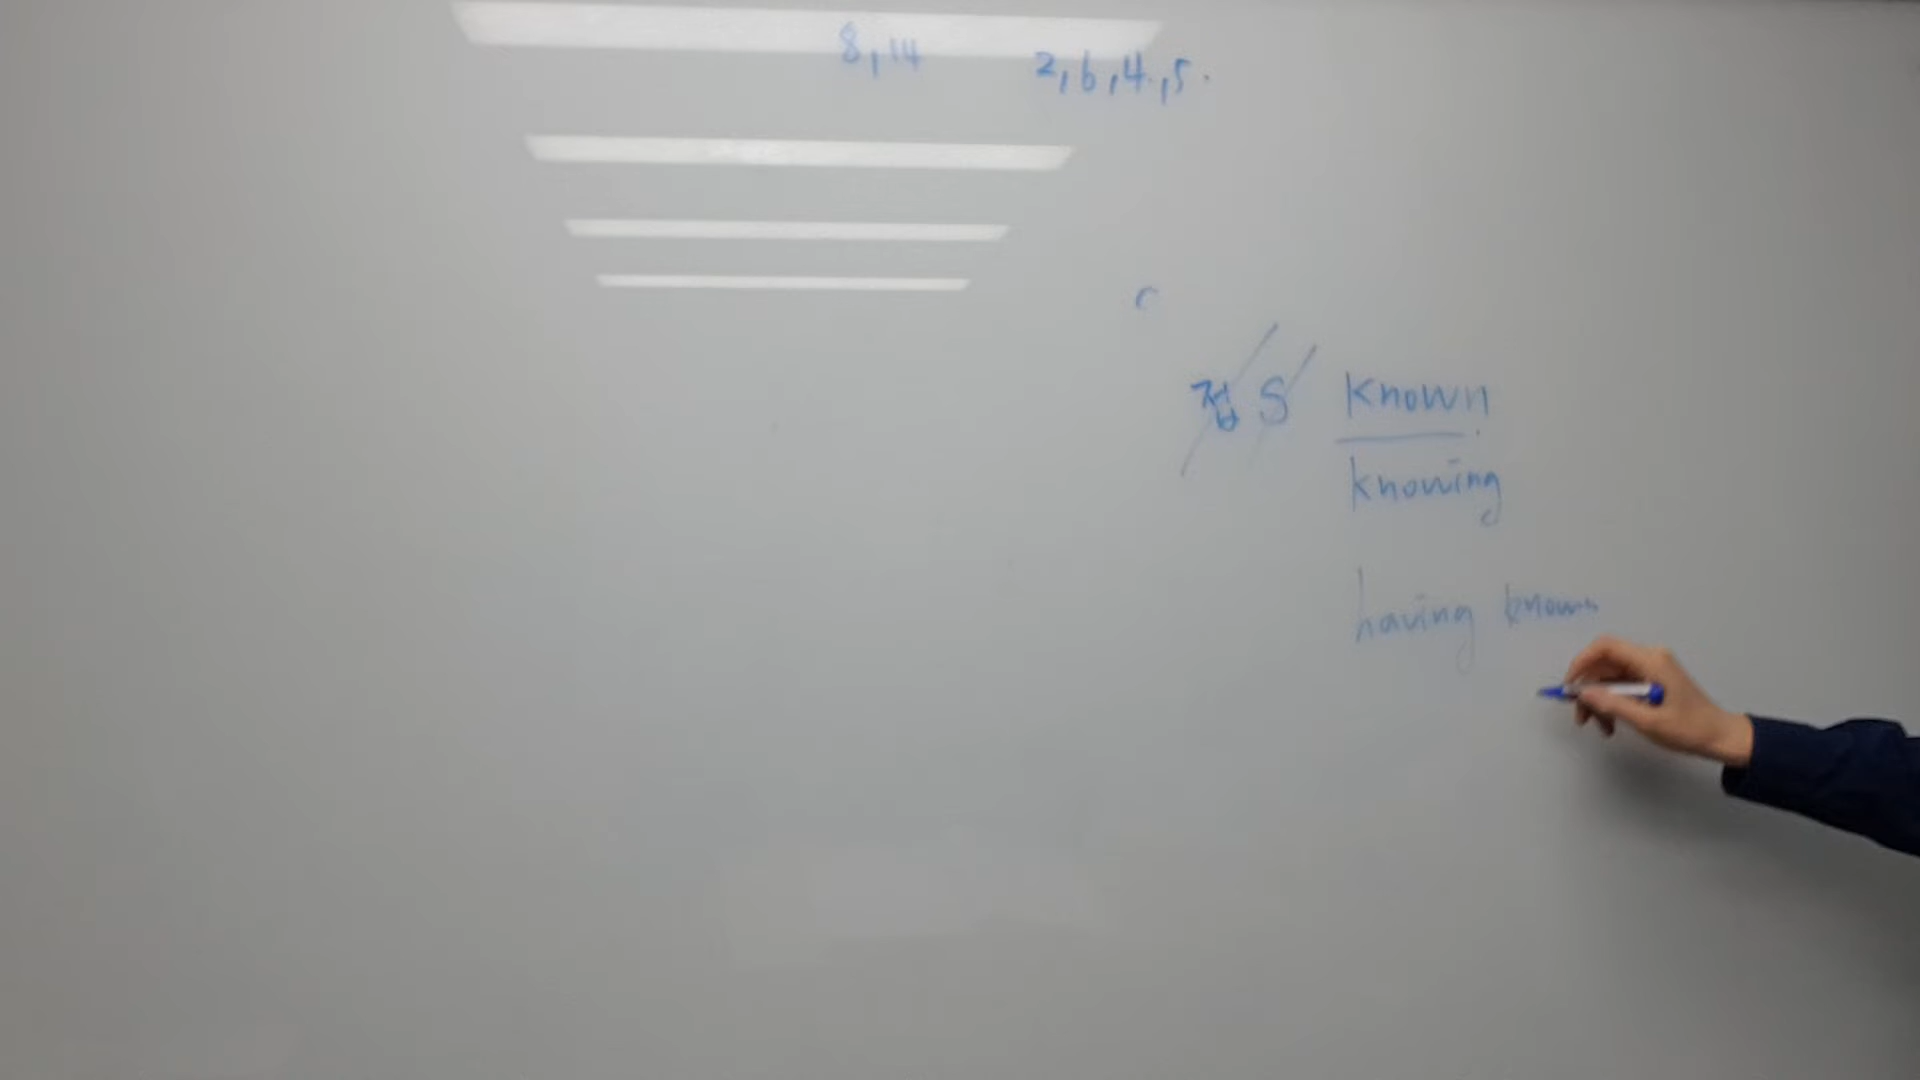 8, 14
2, 6, 4, 5.
접 S known
knowing
having known